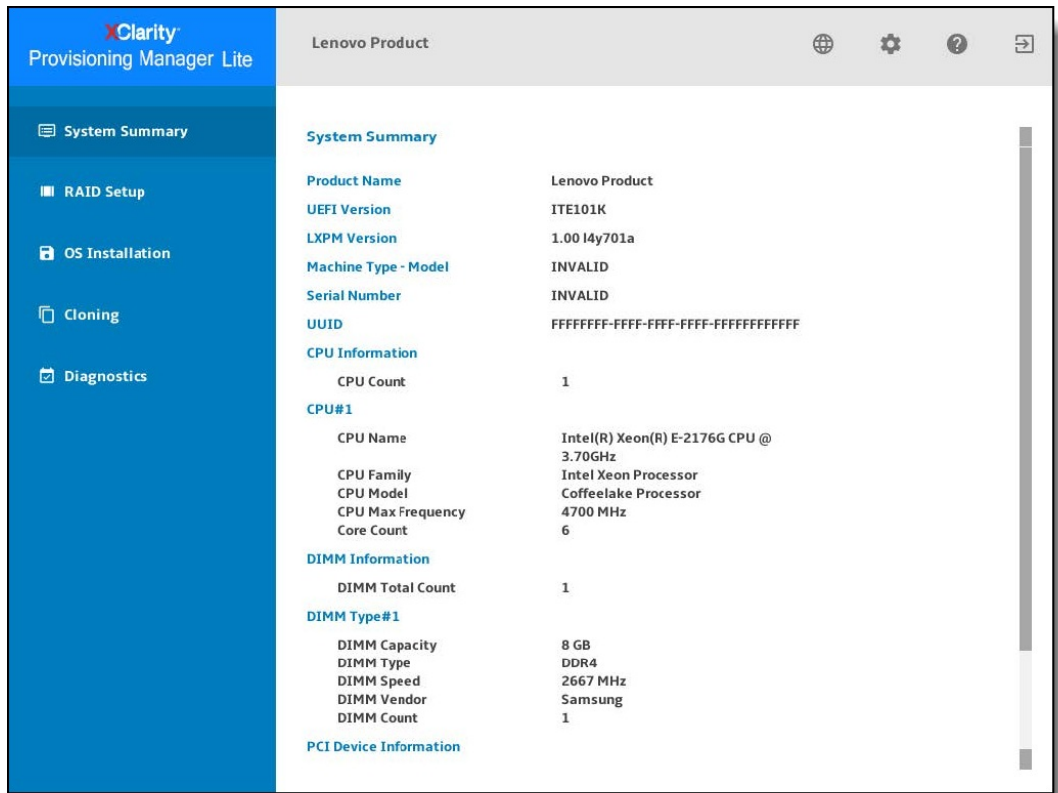 XClarity
Provisioning Manager Lite
Lenovo Product
System Summary
RAID Setup
OS Installation
Cloning
Diagnostics
System Summary
Product Name Lenovo Product
UEFI Version ITE101K
LXPM Version 1.00 l4y701a
Machine Type - Model INVALID
Serial Number INVALID
UUID FFFFFFFF-FFFF-FFFF-FFFF-FFFFFFFFFFFF
CPU Information
CPU Count 1
CPU#1
CPU Name Intel(R) Xeon(R) E-2176G CPU @
3.70GHz
CPU Family Intel Xeon Processor
CPU Model Coffeelake Processor
CPU Max Frequency 4700 MHz
Core Count 6
DIMM Information
DIMM Total Count 1
DIMM Type#1
DIMM Capacity 8 GB
DIMM Type DDR4
DIMM Speed 2667 MHz
DIMM Vendor Samsung
DIMM Count 1
PCI Device Information